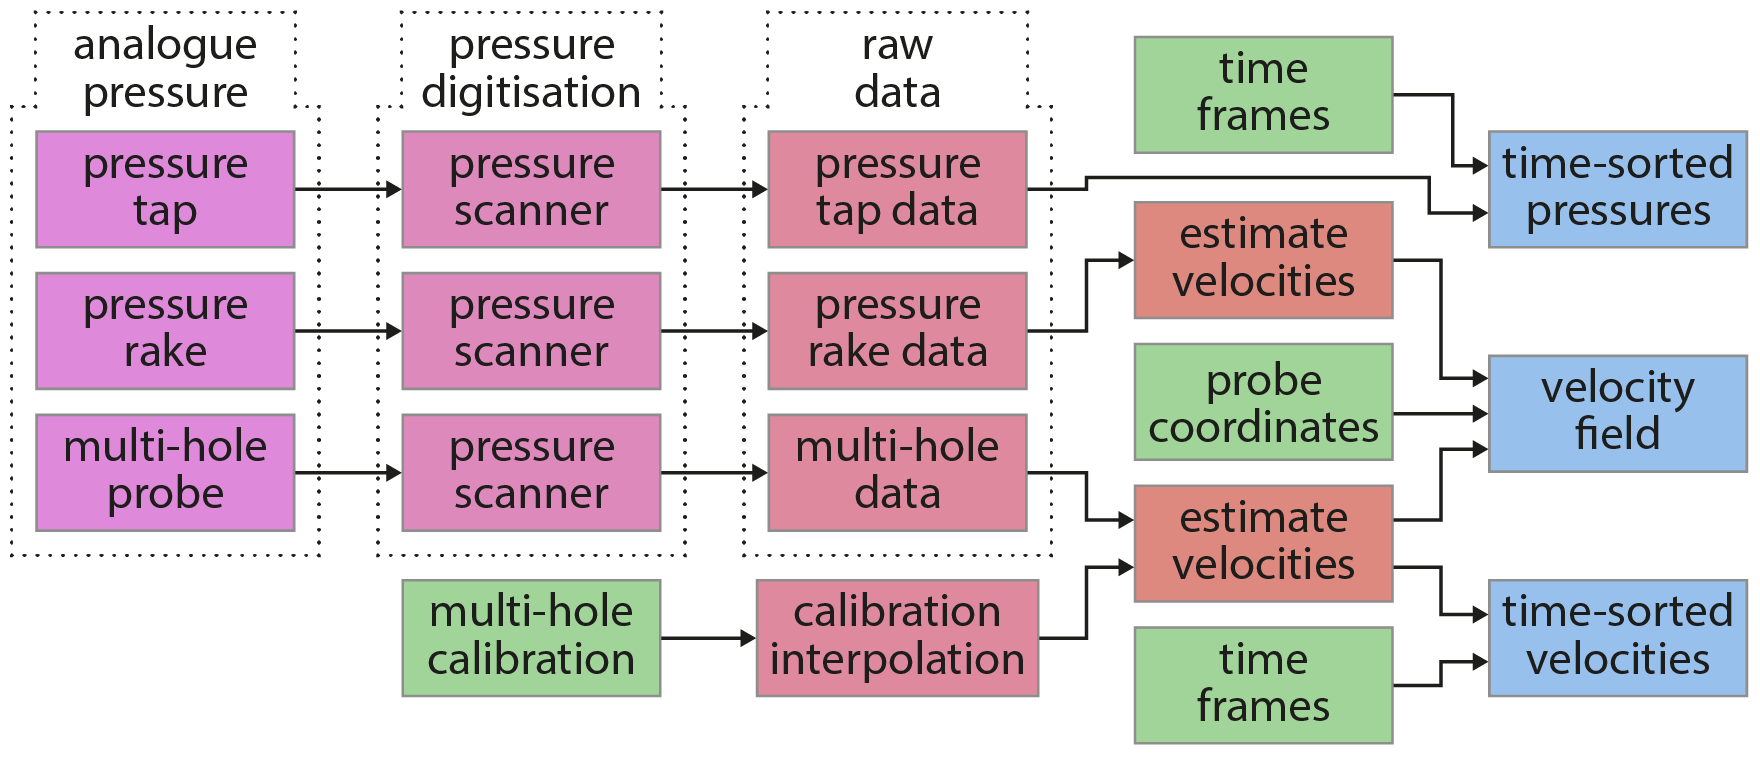 analogue
pressure
pressure
tap
pressure
rake
multi-hole
probe
pressure
digitisation
pressure
scanner
pressure
scanner
pressure
scanner
multi-hole
calibration
raw
data
pressure
tap data
pressure
rake data
multi-hole
data
calibration
interpolation
time
frames
estimate
velocities
probe
coordinates
estimate
velocities
time
frames
time-sorted
pressures
velocity
field
time-sorted
velocities